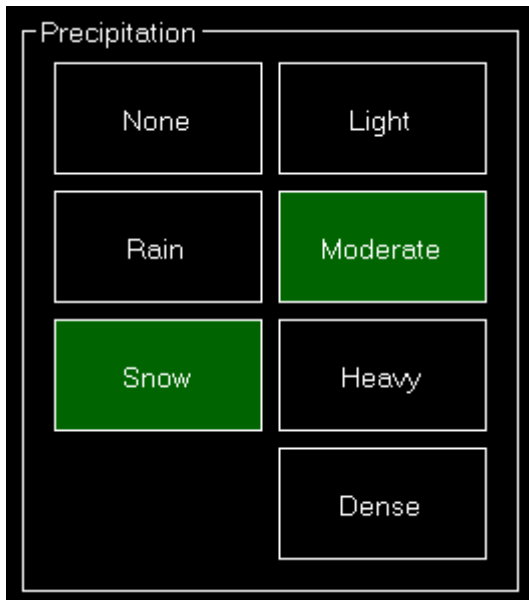 Precipitation
None
Light
Rain
Moderate
Snow
Heavy
Dense